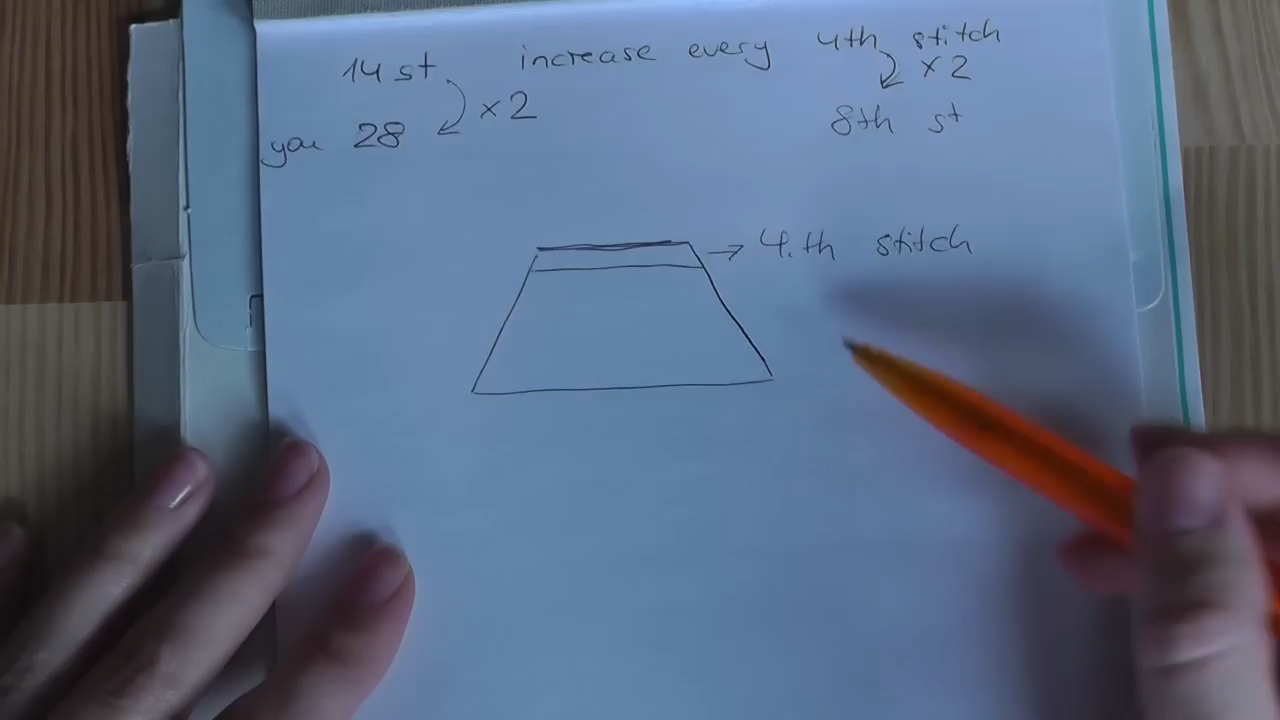 14 st increase every 4th stitch
×2 ×2
you 28 8th st
4.th stitch